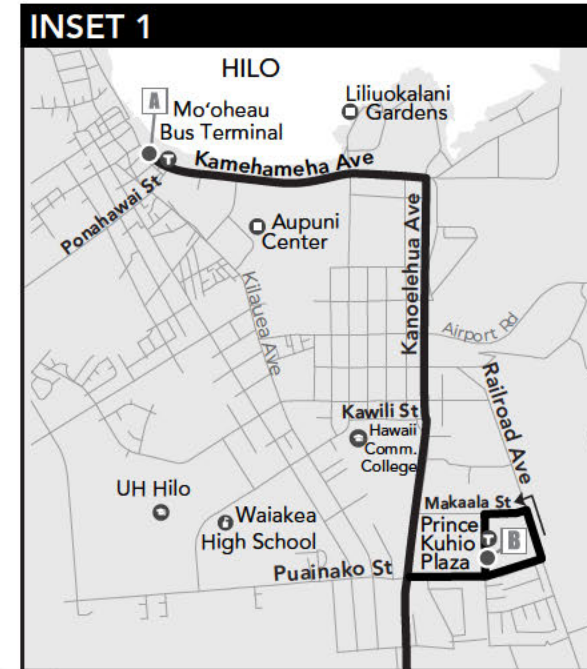 INSET 1
HILO
A
Mo‘oheau
Bus Terminal
T
Liliuokalani
Gardens
Kamehameha Ave
Ponahawai St
Aupuni
Center
Kilauea Ave
Kanoelehua Ave
Airport Rd
Railroad Ave
Kawili St
Hawaii
Comm.
College
UH Hilo
Waiakea
High School
Makaala St
Prince
Kuhio
Plaza
T
B
Puainako St